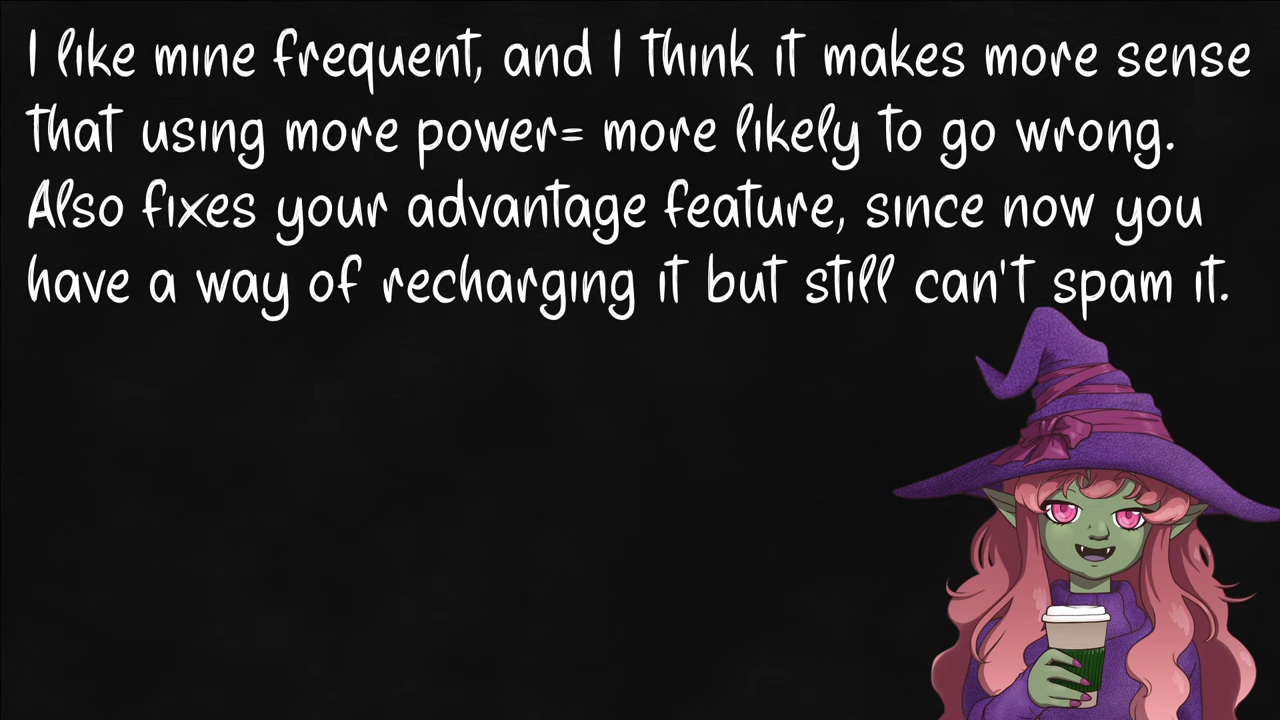 I like mine frequent, and I think it makes more sense
that using more power= more likely to go wrong.
Also fixes your advantage feature, since now you
have a way of recharging it but still can't spam it.